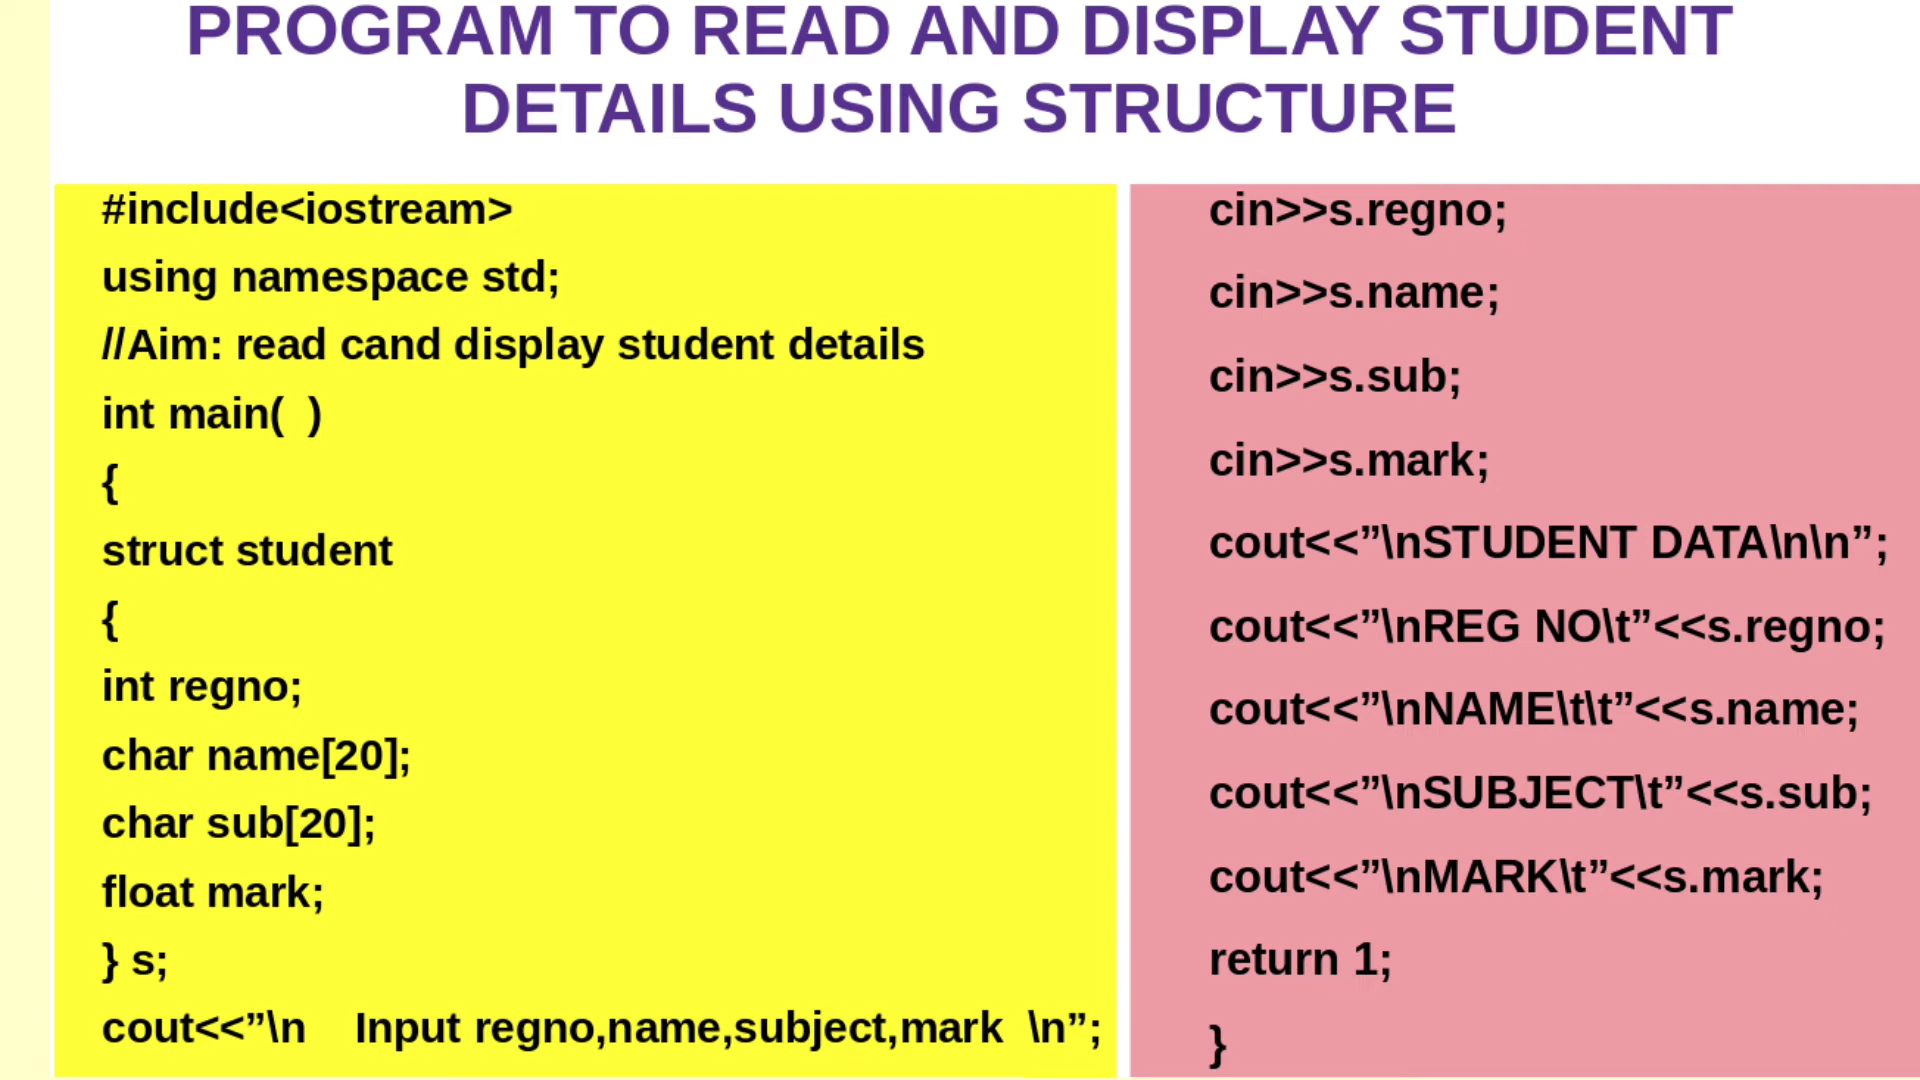 PROGRAM TO READ AND DISPLAY STUDENT
DETAILS USING STRUCTURE
#include<iostream>
using namespace std;
//Aim: read cand display student details
int main(  )
{
struct student
{
int regno;
char name[20];
char sub[20];
float mark;
} s;
cout<<”\n    Input regno,name,subject,mark  \n”;
cin>>s.regno;
cin>>s.name;
cin>>s.sub;
cin>>s.mark;
cout<<”\nSTUDENT DATA\n\n”;
cout<<”\nREG NO\t”<<s.regno;
cout<<”\nNAME\t\t”<<s.name;
cout<<”\nSUBJECT\t”<<s.sub;
cout<<”\nMARK\t”<<s.mark;
return 1;
}